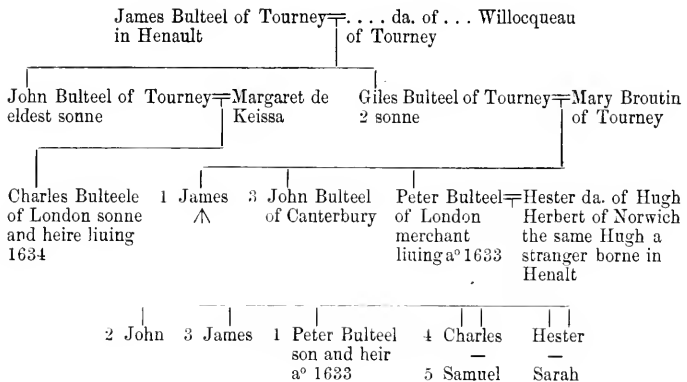 James Bulteel of Tourney=. . . . da. of . . . Willocqueau
in Henault of Tourney
John Bulteel of Tourney=Margaret de
eldest sonne Keissa
Giles Bulteel of Tourney=Mary Broutin
2 sonne of Tourney
Charles Bulteele
of London sonne
and heire liuing
1634
1 James
3 John Bulteel
of Canterbury
Peter Bulteel=Hester da. of Hugh
of London Herbert of Norwich
merchant the same Hugh a
liuing aº 1633 stranger borne in
Henalt
2 John
3 James
1 Peter Bulteel
son and heir
aº 1633
4 Charles
—
5 Samuel
Hester
—
Sarah